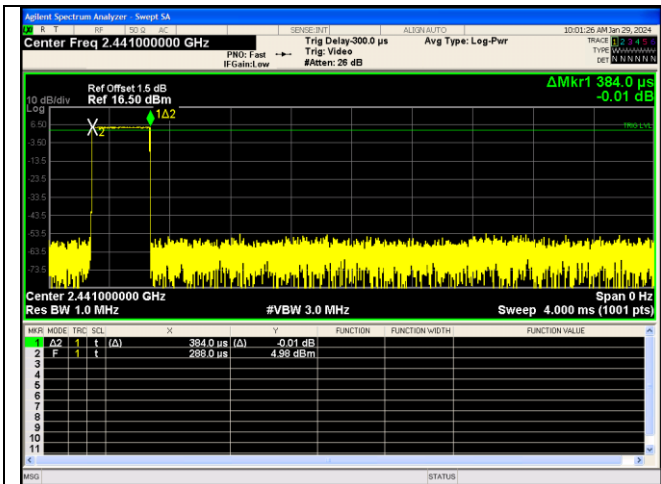 Agilent Spectrum Analyzer - Swept SA
R T RF 50 Ω AC SENSE:INT ALIGN AUTO 10:01:26 AM Jan 29, 2024
Center Freq 2.441000000 GHz Trig Delay-300.0 µs Avg Type: Log-Pwr TRACE 1 2 3 4 5 6
PNO: Fast Trig: Video TYPE WWWWWW
IFGain:Low #Atten: 26 dB DET N N N N N N
ΔMkr1 384.0 µs
-0.01 dB
Ref Offset 1.5 dB
10 dB/div Ref 16.50 dBm
Log
1Δ2
6.50
TRIG LVL
2
-3.50
-13.5
-23.5
-33.5
-43.5
-53.5
-63.5
-73.5
Center 2.441000000 GHz Span 0 Hz
Res BW 1.0 MHz #VBW 3.0 MHz Sweep 4.000 ms (1001 pts)
MKR MODE TRC SCL X Y FUNCTION FUNCTION WIDTH FUNCTION VALUE
1 Δ2 1 t (Δ) 384.0 µs (Δ) -0.01 dB
2 F 1 t 288.0 µs 4.98 dBm
3
4
5
6
7
8
9
10
11
MSG STATUS